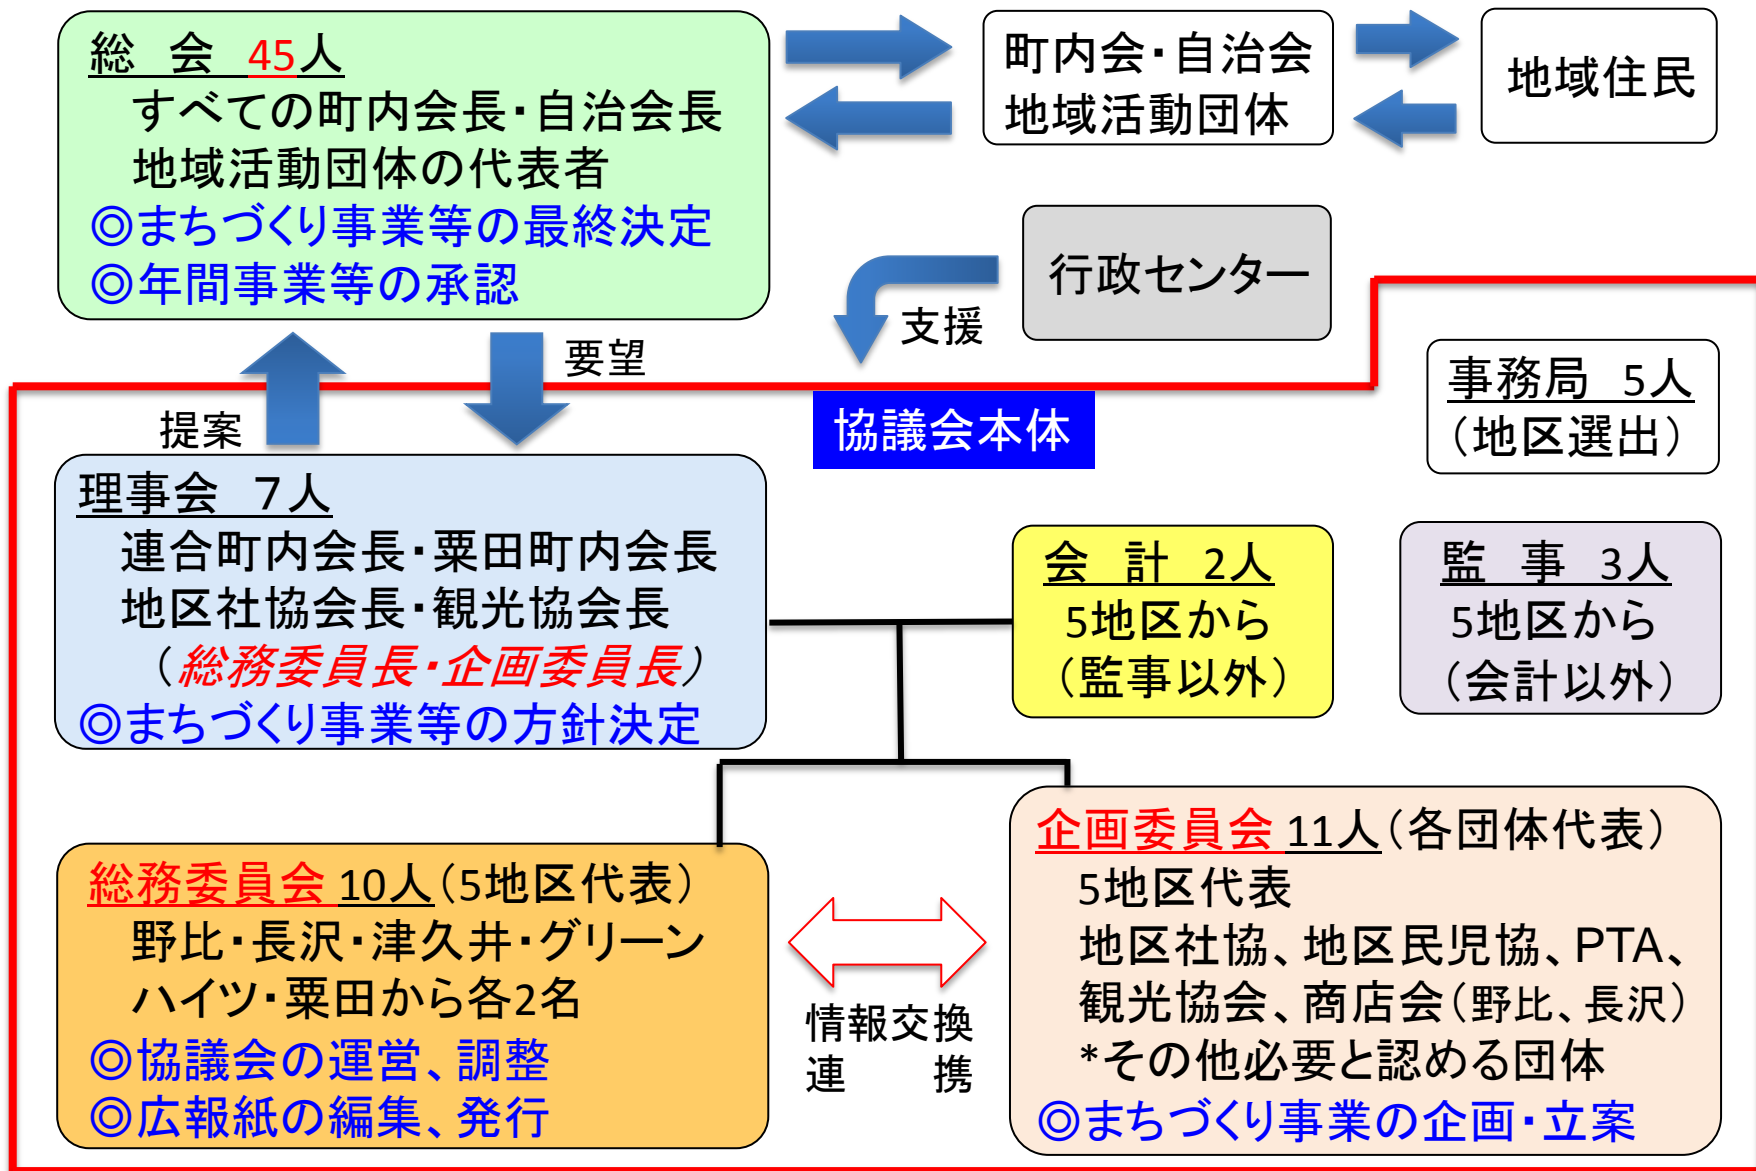 総　会　45人
すべての町内会長・自治会長
地域活動団体の代表者
◎まちづくり事業等の最終決定
◎年間事業等の承認
町内会・自治会
地域活動団体
地域住民
行政センター
支援
要望
提案
協議会本体
事務局　5人
（地区選出）
理事会　7人
連合町内会長・粟田町内会長
地区社協会長・観光協会長
（総務委員長・企画委員長）
◎まちづくり事業等の方針決定
会　計　2人
5地区から
（監事以外）
監　事　3人
5地区から
（会計以外）
総務委員会 10人（5地区代表）
野比・長沢・津久井・グリーン
ハイツ・粟田から各2名
◎協議会の運営、調整
◎広報紙の編集、発行
情報交換
連　　携
企画委員会 11人（各団体代表）
5地区代表
地区社協、地区民児協、PTA、
観光協会、商店会（野比、長沢）
*その他必要と認める団体
◎まちづくり事業の企画・立案